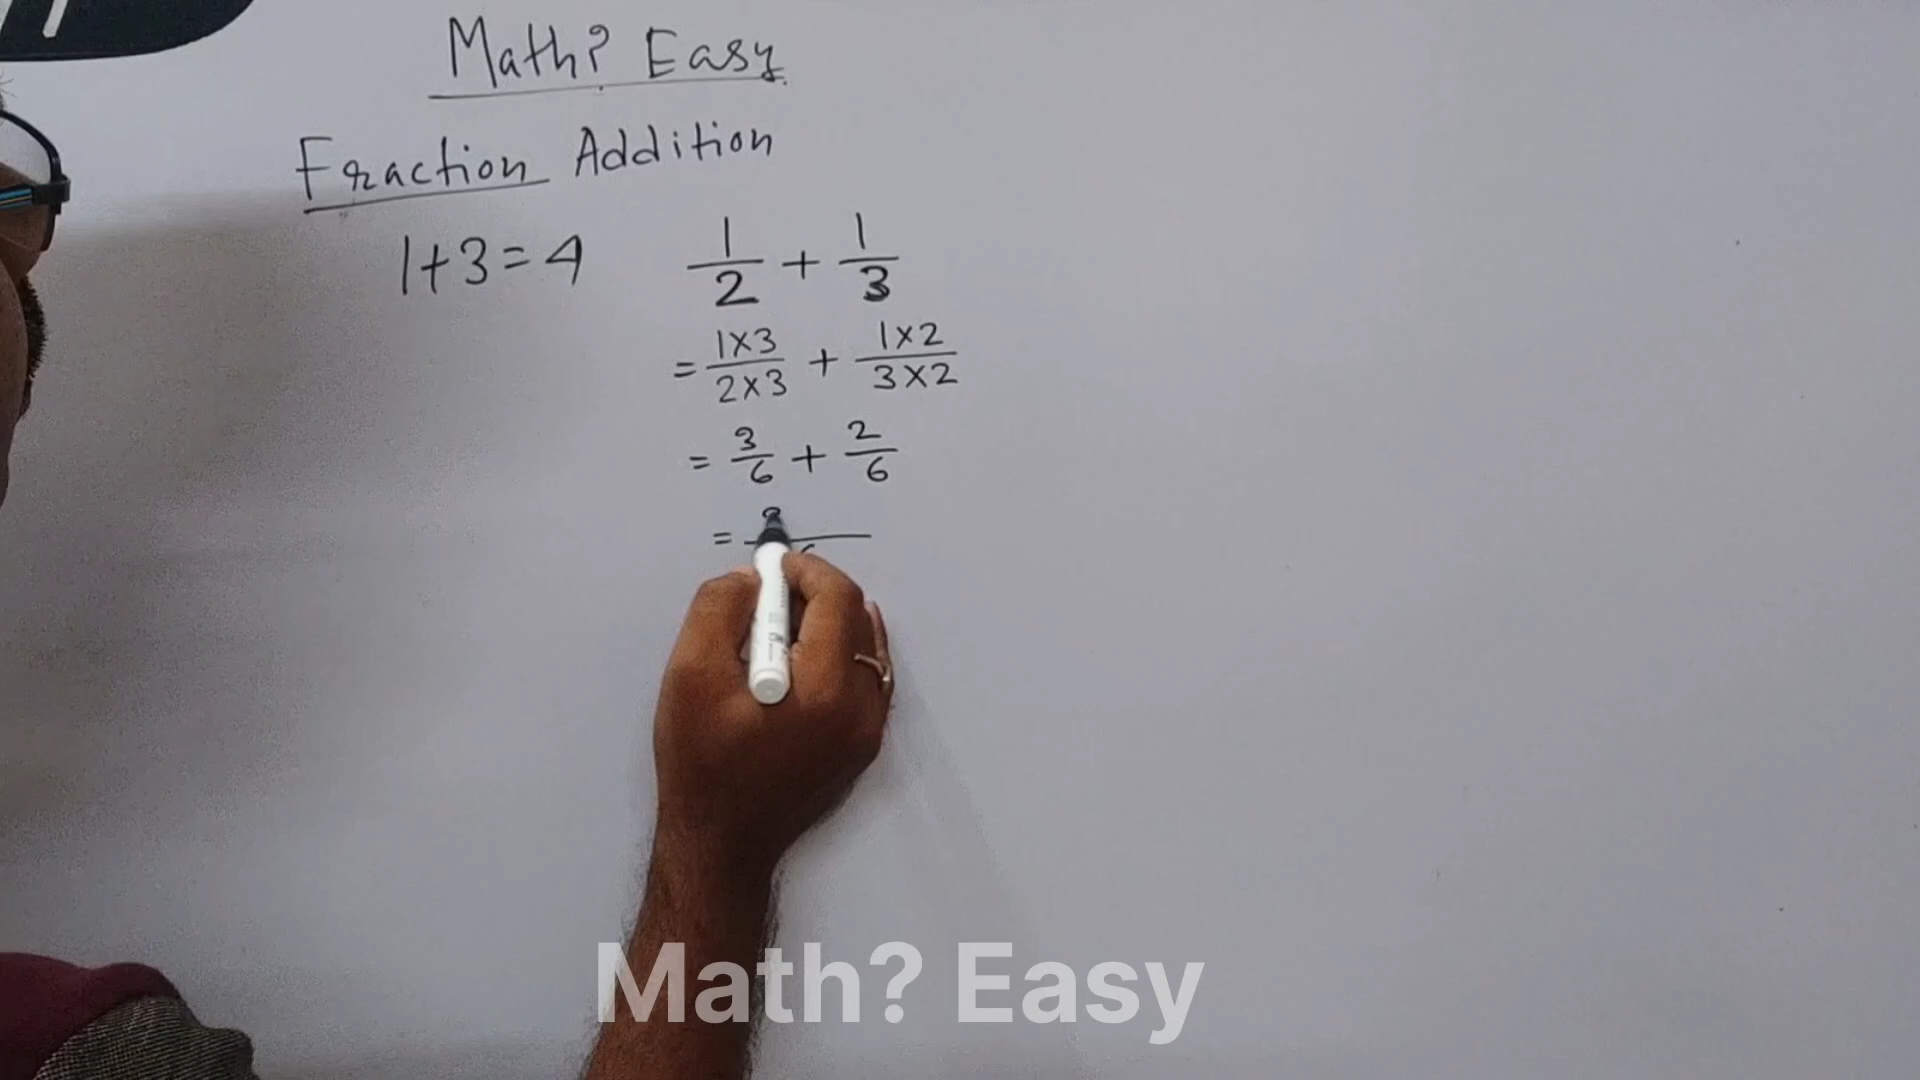 Math? Easy
Fraction Addition
1+3=4
1/2 + 1/3
= 1×3/2×3 + 1×2/3×2
= 3/6 + 2/6
=
Math? Easy